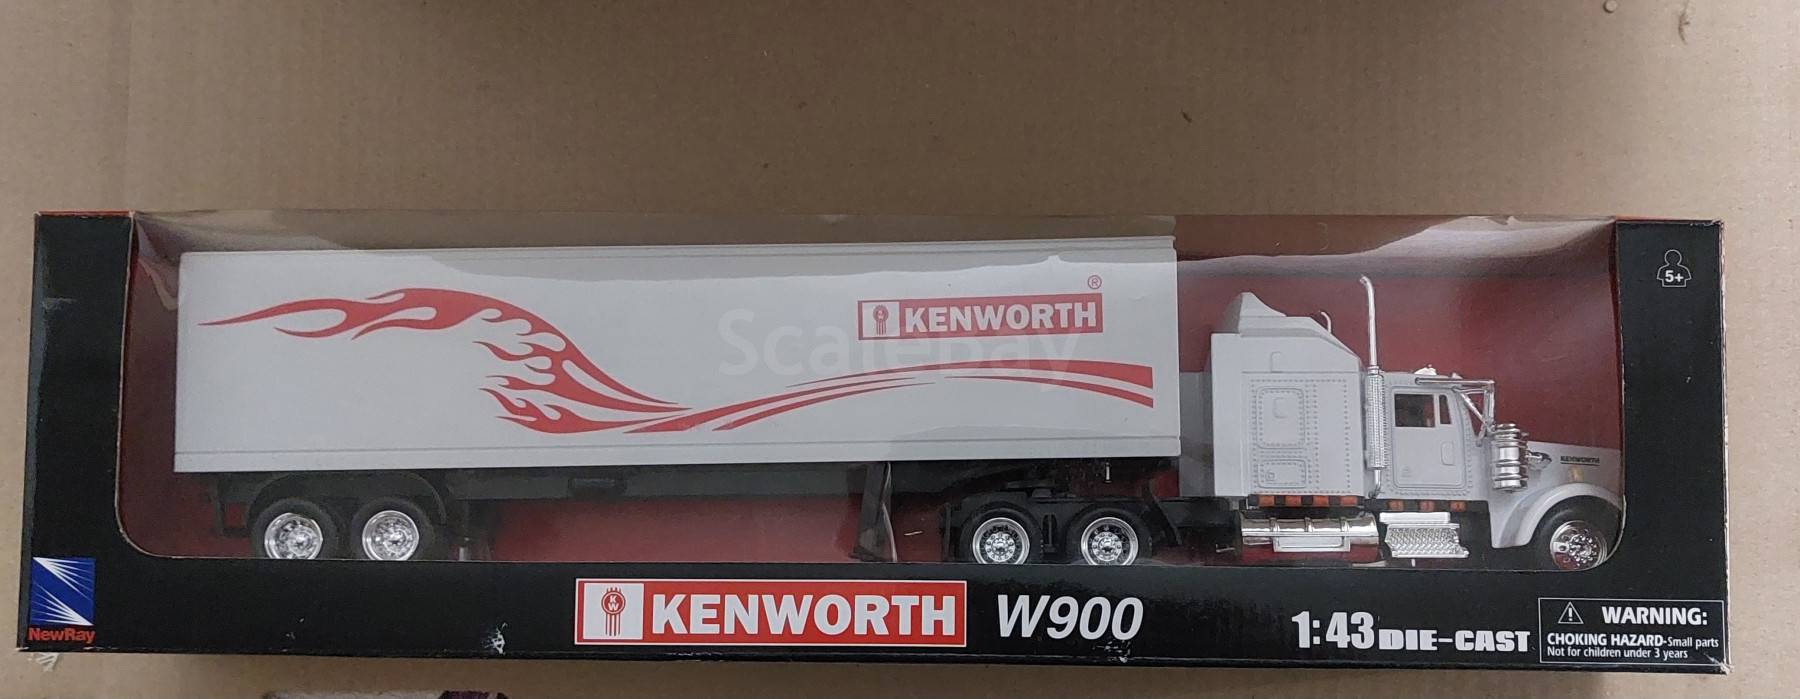 ®
KENWORTH
ScaleBay
KENWORTH
5+
NewRay
KW
KENWORTH W900
1:43 DIE-CAST
WARNING:
CHOKING HAZARD-Small parts
Not for children under 3 years